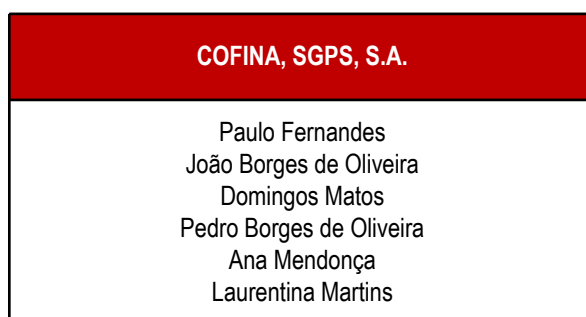 COFINA, SGPS, S.A.
Paulo Fernandes
João Borges de Oliveira
Domingos Matos
Pedro Borges de Oliveira
Ana Mendonça
Laurentina Martins